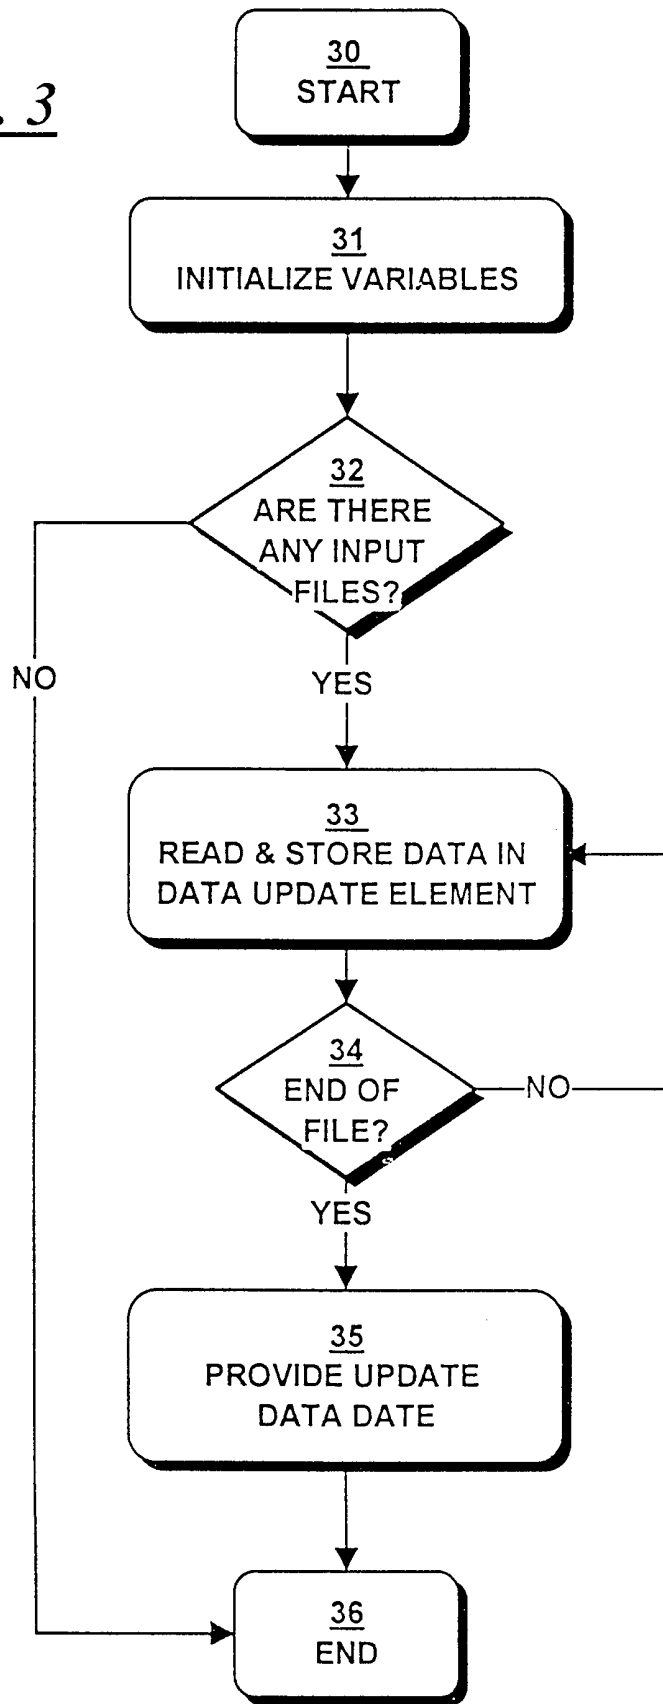 . 3
30
START
31
INITIALIZE VARIABLES
32
ARE THERE
ANY INPUT
FILES?
NO
YES
33
READ & STORE DATA IN
DATA UPDATE ELEMENT
34
END OF
FILE?
NO
YES
35
PROVIDE UPDATE
DATA DATE
36
END